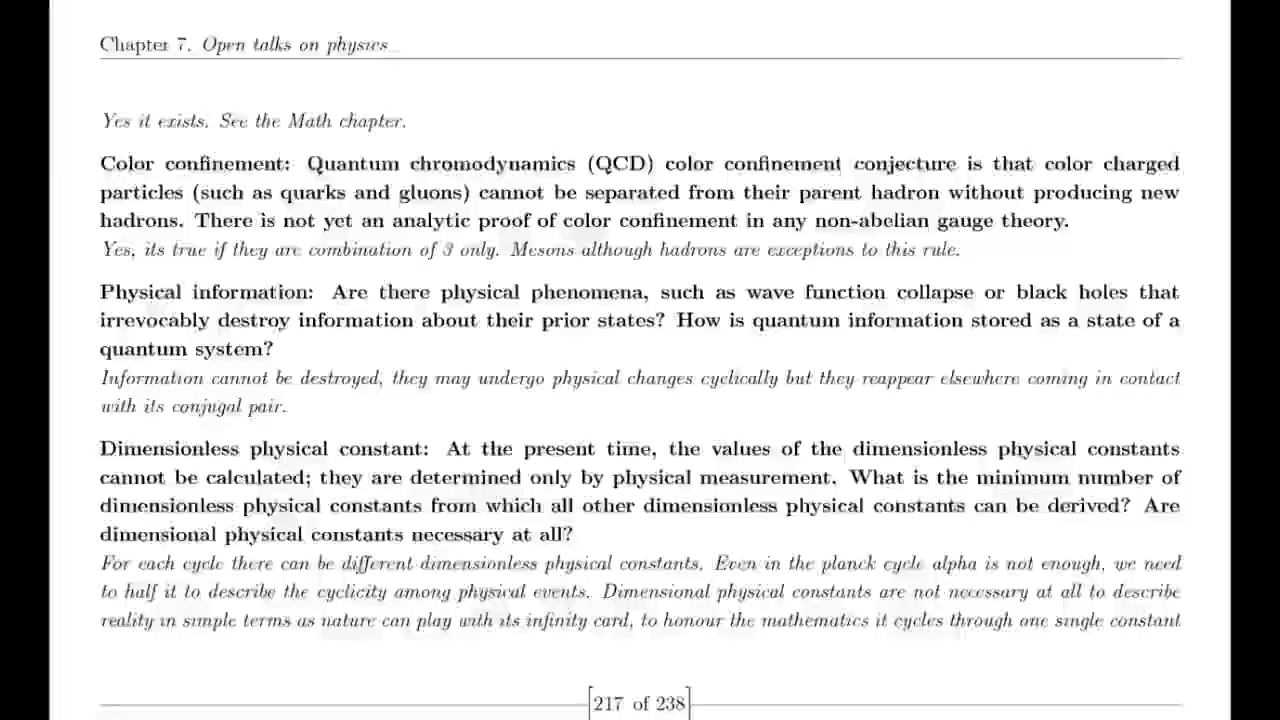 Chapter 7. Open talks on physics
Yes it exists. See the Math chapter.
Color confinement: Quantum chromodynamics (QCD) color confinement conjecture is that color charged
particles (such as quarks and gluons) cannot be separated from their parent hadron without producing new
hadrons. There is not yet an analytic proof of color confinement in any non-abelian gauge theory.
Yes, its true if they are combination of 3 only. Mesons although hadrons are exceptions to this rule.
Physical information: Are there physical phenomena, such as wave function collapse or black holes that
irrevocably destroy information about their prior states? How is quantum information stored as a state of a
quantum system?
Information cannot be destroyed, they may undergo physical changes cyclically but they reappear elsewhere coming in contact
with its conjugal pair.
Dimensionless physical constant: At the present time, the values of the dimensionless physical constants
cannot be calculated; they are determined only by physical measurement. What is the minimum number of
dimensionless physical constants from which all other dimensionless physical constants can be derived? Are
dimensional physical constants necessary at all?
For each cycle there can be different dimensionless physical constants. Even in the planck cycle alpha is not enough, we need
to half it to describe the cyclicity among physical events. Dimensional physical constants are not necessary at all to describe
reality in simple terms as nature can play with its infinity card, to honour the mathematics it cycles through one single constant
217 of 238